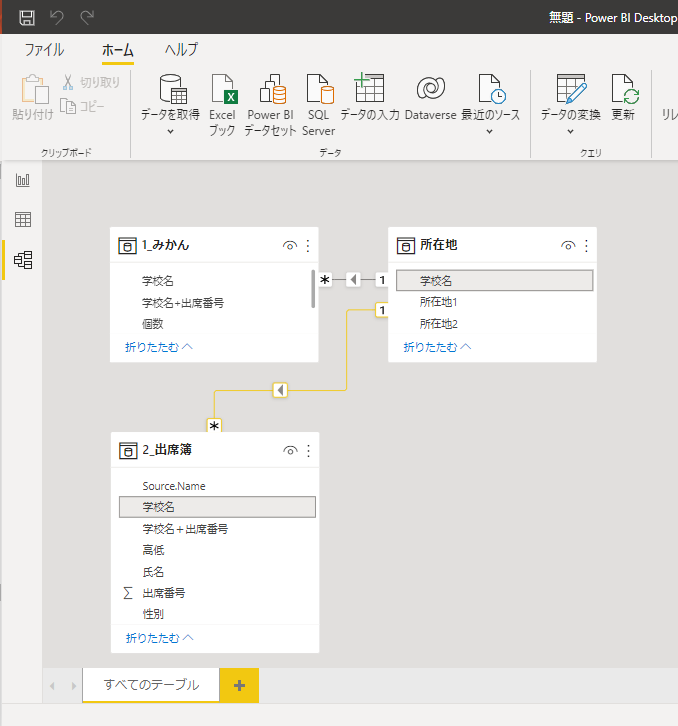 無題 - Power BI Desktop
ファイル ホーム ヘルプ
貼り付け
切り取り
コピー
クリップボード
データを取得
Excel
ブック
Power BI
データセット
SQL
Server
データの入力
Dataverse
最近のソース
データ
データの変換
更新
クエリ
リレ
1_みかん
学校名
学校名+出席番号
個数
折りたたむ
* 1
所在地
学校名
所在地1
所在地2
折りたたむ
1
*
2_出席簿
Source.Name
学校名
学校名＋出席番号
高低
氏名
Σ 出席番号
性別
折りたたむ
すべてのテーブル +